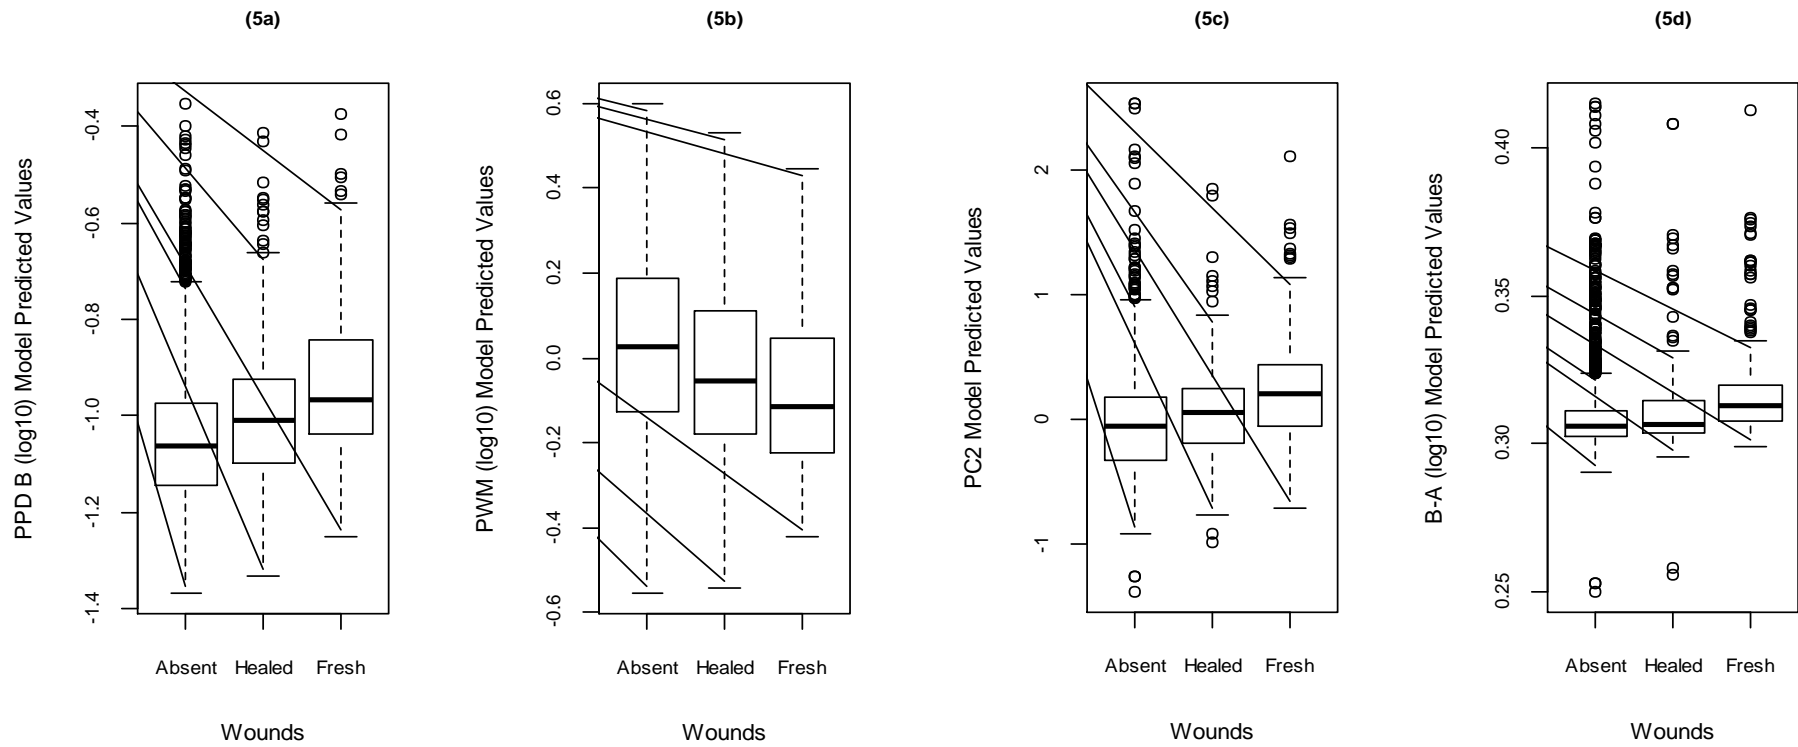 (5a)
PPD B (log10) Model Predicted Values
-0.4
-0.6
-0.8
-1.0
-1.2
-1.4
Absent Healed Fresh
Wounds
(5b)
PWM (log10) Model Predicted Values
0.6
0.4
0.2
0.0
-0.2
-0.4
-0.6
Absent Healed Fresh
Wounds
(5c)
PC2 Model Predicted Values
2
1
0
-1
Absent Healed Fresh
Wounds
(5d)
B-A (log10) Model Predicted Values
0.40
0.35
0.30
0.25
Absent Healed Fresh
Wounds